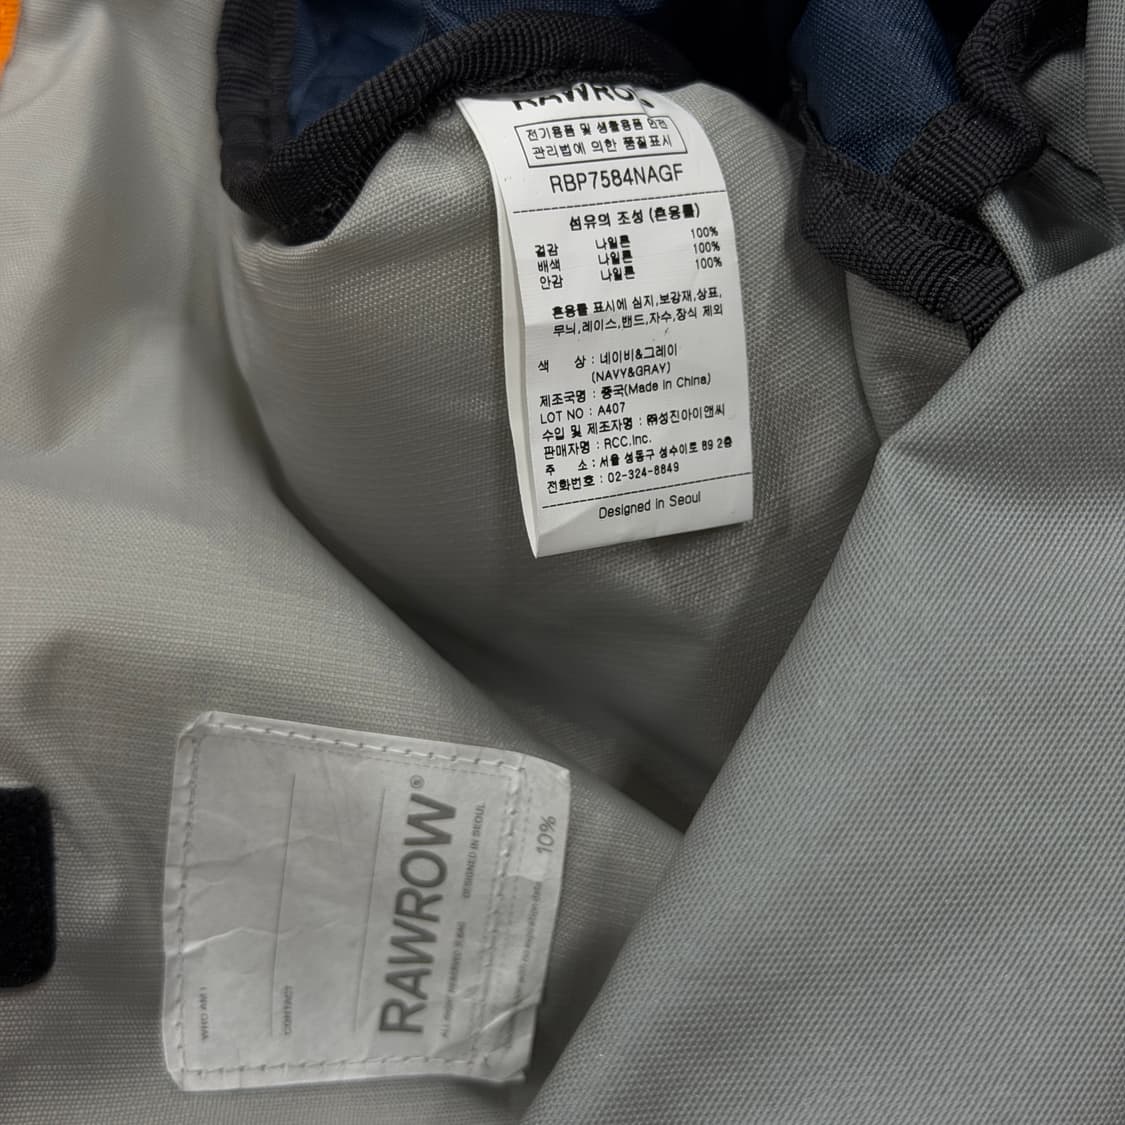 RAWROW
전기용품 및 생활용품 안전
관리법에 의한 품질표시
RBP7584NAGF
섬유의 조성 (혼용률)
겉감 나일론 100%
배색 나일론 100%
안감 나일론 100%
혼용률 표시에 심지,보강재,상표,
무늬,레이스,밴드,자수,장식 제외
색 상 : 네이비&그레이
(NAVY&GRAY)
제조국명 : 중국(Made in China)
LOT NO : A407
수입 및 제조자명 : ㈜성진아이앤씨
판매자명 : RCC.Inc.
주 소 : 서울 성동구 성수이로 89 2층
전화번호 : 02-324-8849
Designed in Seoul
WHO AM I
CONTACT
RAWROW®
DESIGNED IN SEOUL
10%